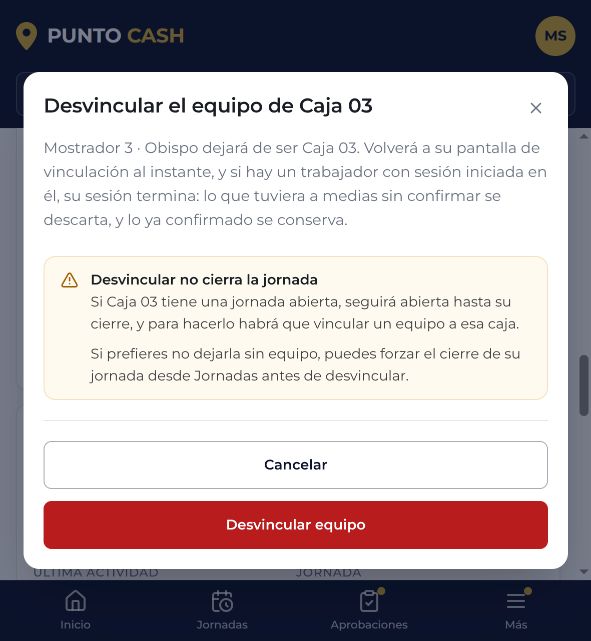 PUNTO CASH
MS
Desvincular el equipo de Caja 03
Mostrador 3 · Obispo dejará de ser Caja 03. Volverá a su pantalla de
vinculación al instante, y si hay un trabajador con sesión iniciada en
él, su sesión termina: lo que tuviera a medias sin confirmar se
descarta, y lo ya confirmado se conserva.
Desvincular no cierra la jornada
Si Caja 03 tiene una jornada abierta, seguirá abierta hasta su
cierre, y para hacerlo habrá que vincular un equipo a esa caja.
Si prefieres no dejarla sin equipo, puedes forzar el cierre de su
jornada desde Jornadas antes de desvincular.
Cancelar
Desvincular equipo
ÚLTIMA ACTIVIDAD JORNADA
Inicio Jornadas Aprobaciones Más